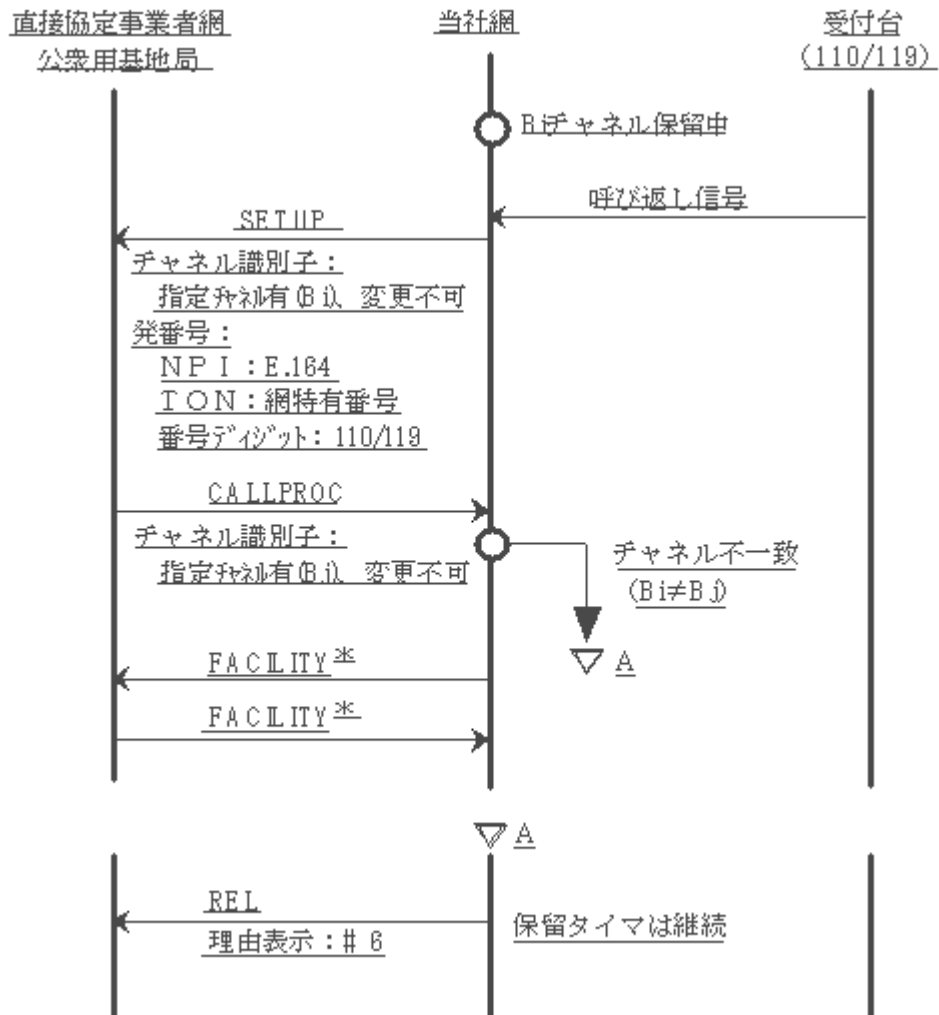 直接協定事業者網
公衆用基地局
当社網
受付台
(110/119)
Biチャネル保留中
呼び返し信号
SETUP
チャネル識別子：
指定チャネル有(Bi)、変更不可
発番号：
ＮＰＩ：E.164
ＴＯＮ：網特有番号
番号ディジット：110/119
CALLPROC
チャネル識別子：
指定チャネル有(Bj)、変更不可
チャネル不一致
(Bi≠Bj)
A
FACILITY*
FACILITY*
A
REL
理由表示：＃６
保留タイマは継続